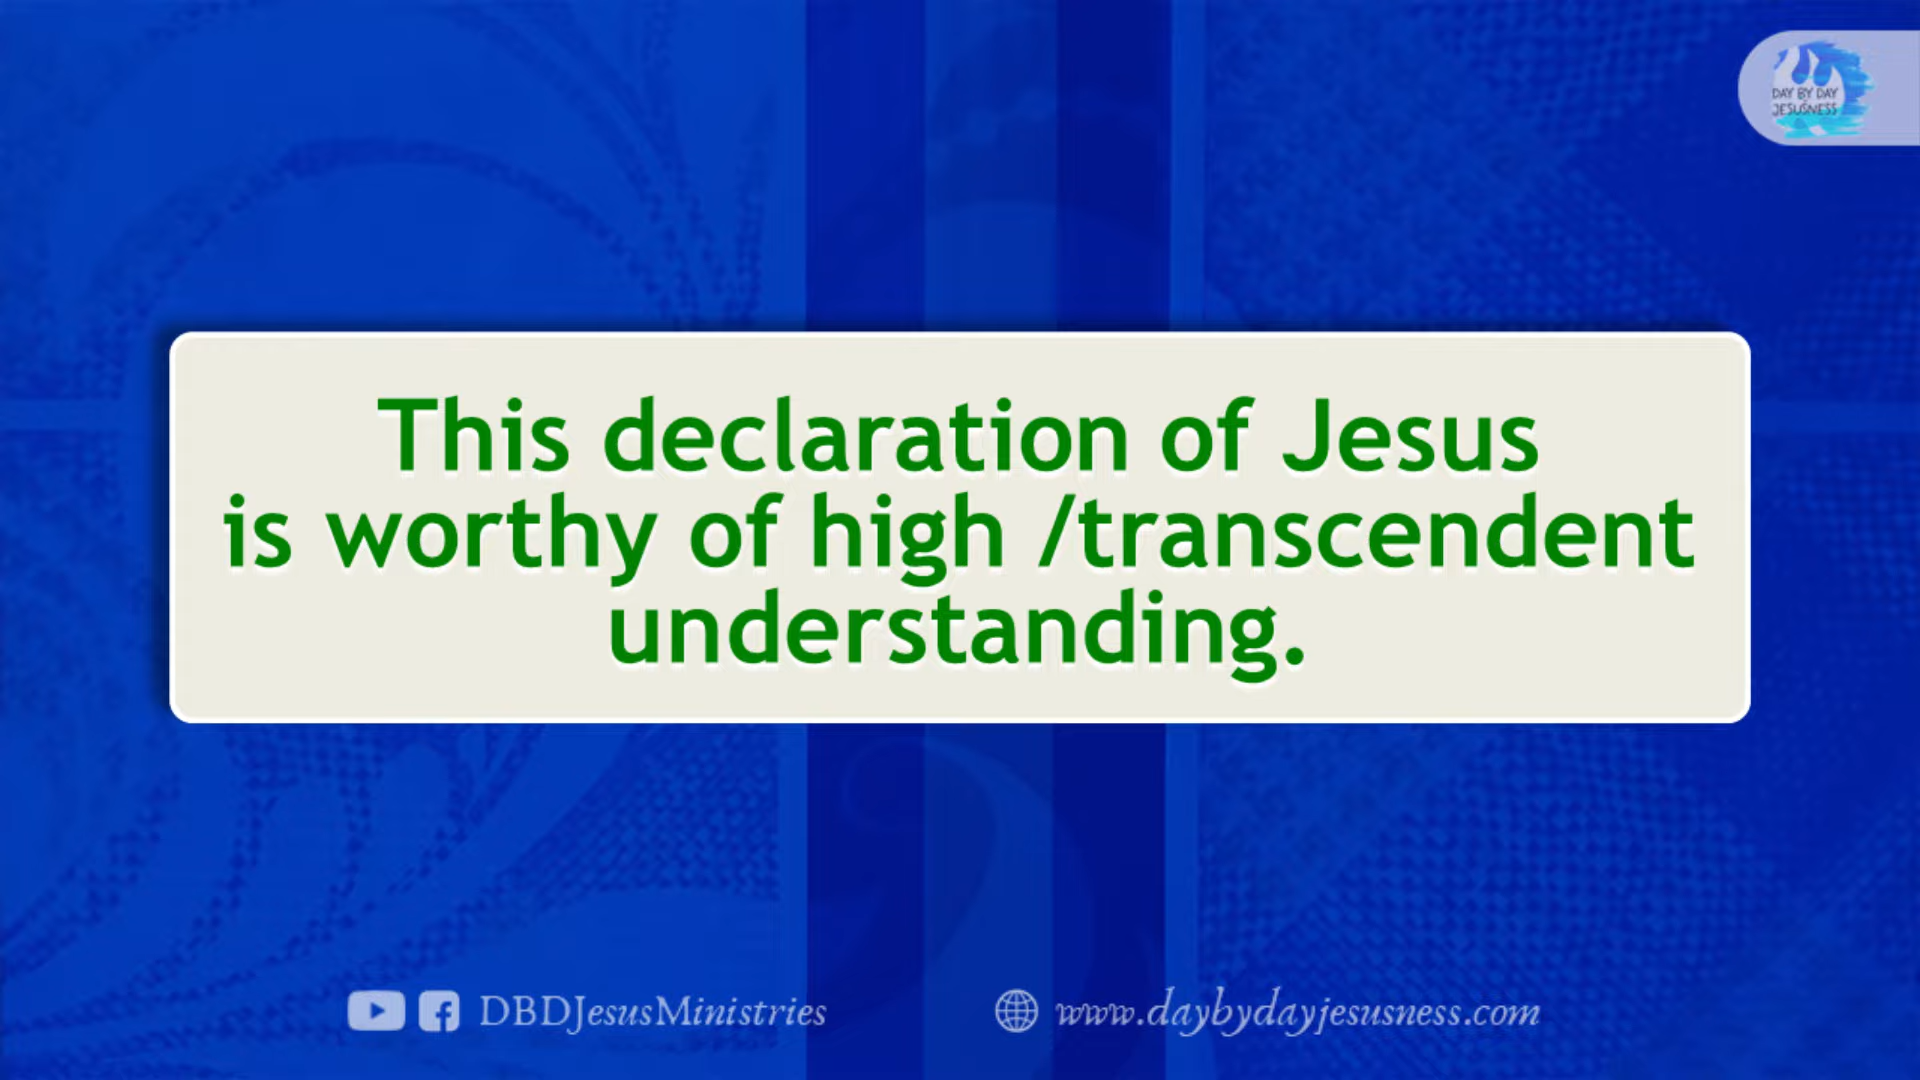 DAY BY DAY
JESUSNESS
This declaration of Jesus
is worthy of high /transcendent
understanding.
DBDJesusMinistries
www.daybydayjesusness.com